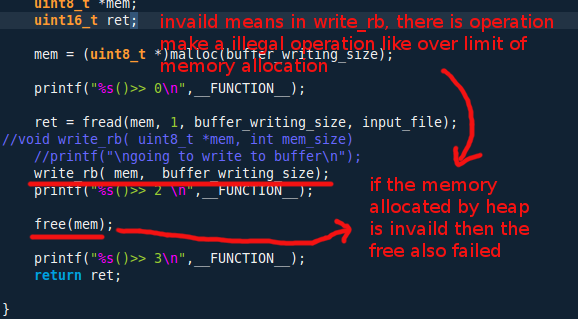 uint8_t *mem;
uint16_t ret;
invaild means in write_rb, there is operation
make a illegal operation like over limit of
memory allocation
mem = (uint8_t *)malloc(buffer_writing_size);
printf("%s()>> 0\n",__FUNCTION__);
ret = fread(mem, 1, buffer_writing_size, input_file);
//void write_rb( uint8_t *mem, int mem_size)
//printf("\ngoing to write to buffer\n");
write_rb( mem,  buffer_writing_size);
printf("%s()>> 2 \n",__FUNCTION__);
if the memory
allocated by heap
is invaild then the
free also failed
free(mem);
printf("%s()>> 3\n",__FUNCTION__);
return ret;
}